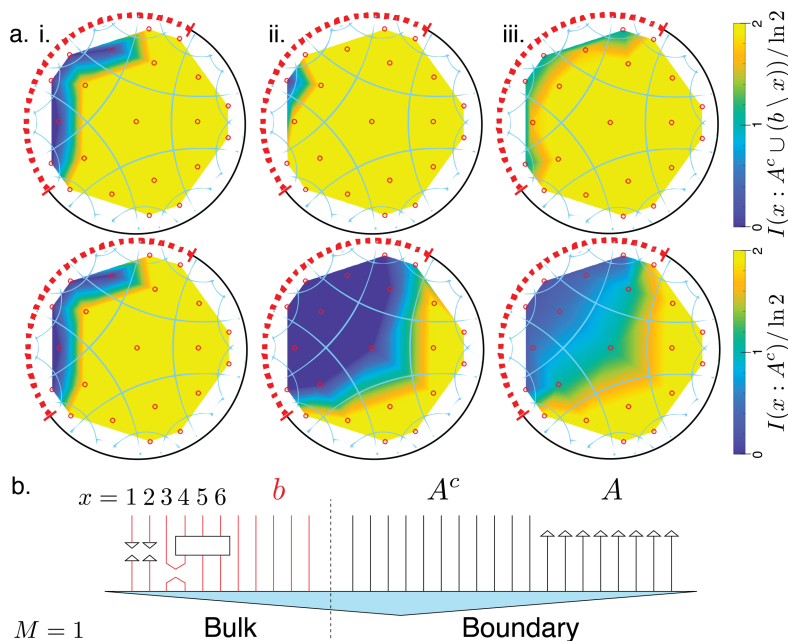 a. i.
ii.
iii.
2
1
0
I(x : A^c ∪ (b \ x))/ ln 2
2
1
0
I(x : A^c)/ ln 2
b.
x = 1 2 3 4 5 6
b
A^c
A
M = 1
Bulk
Boundary